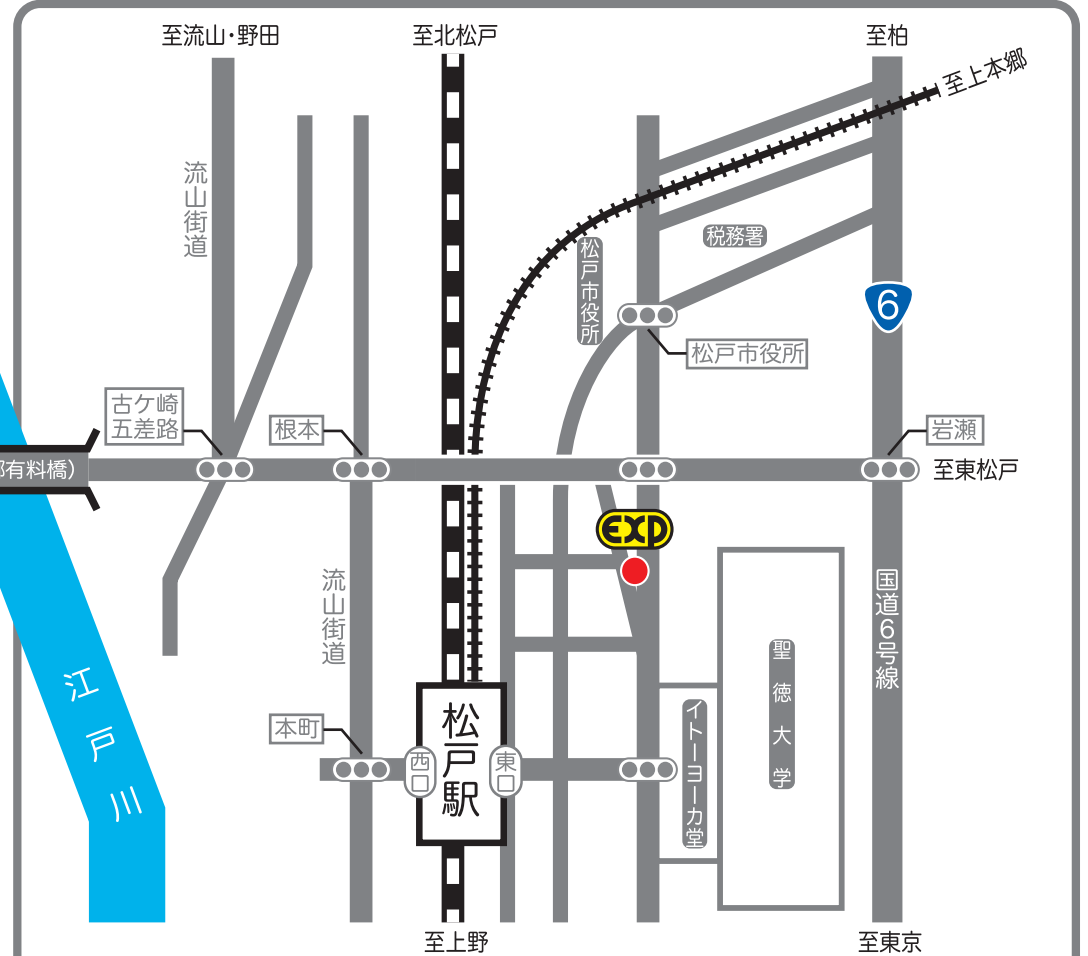 至流山・野田
至北松戸
至柏
至上本郷
流山街道
税務署
松戸市役所
6
松戸市役所
古ケ崎
五差路
根本
岩瀬
有料橋）
至東松戸
EXP
流山街道
国道6号線
聖徳大学
江戸川
イトーヨーカ堂
本町
松戸駅
西口
東口
至上野
至東京